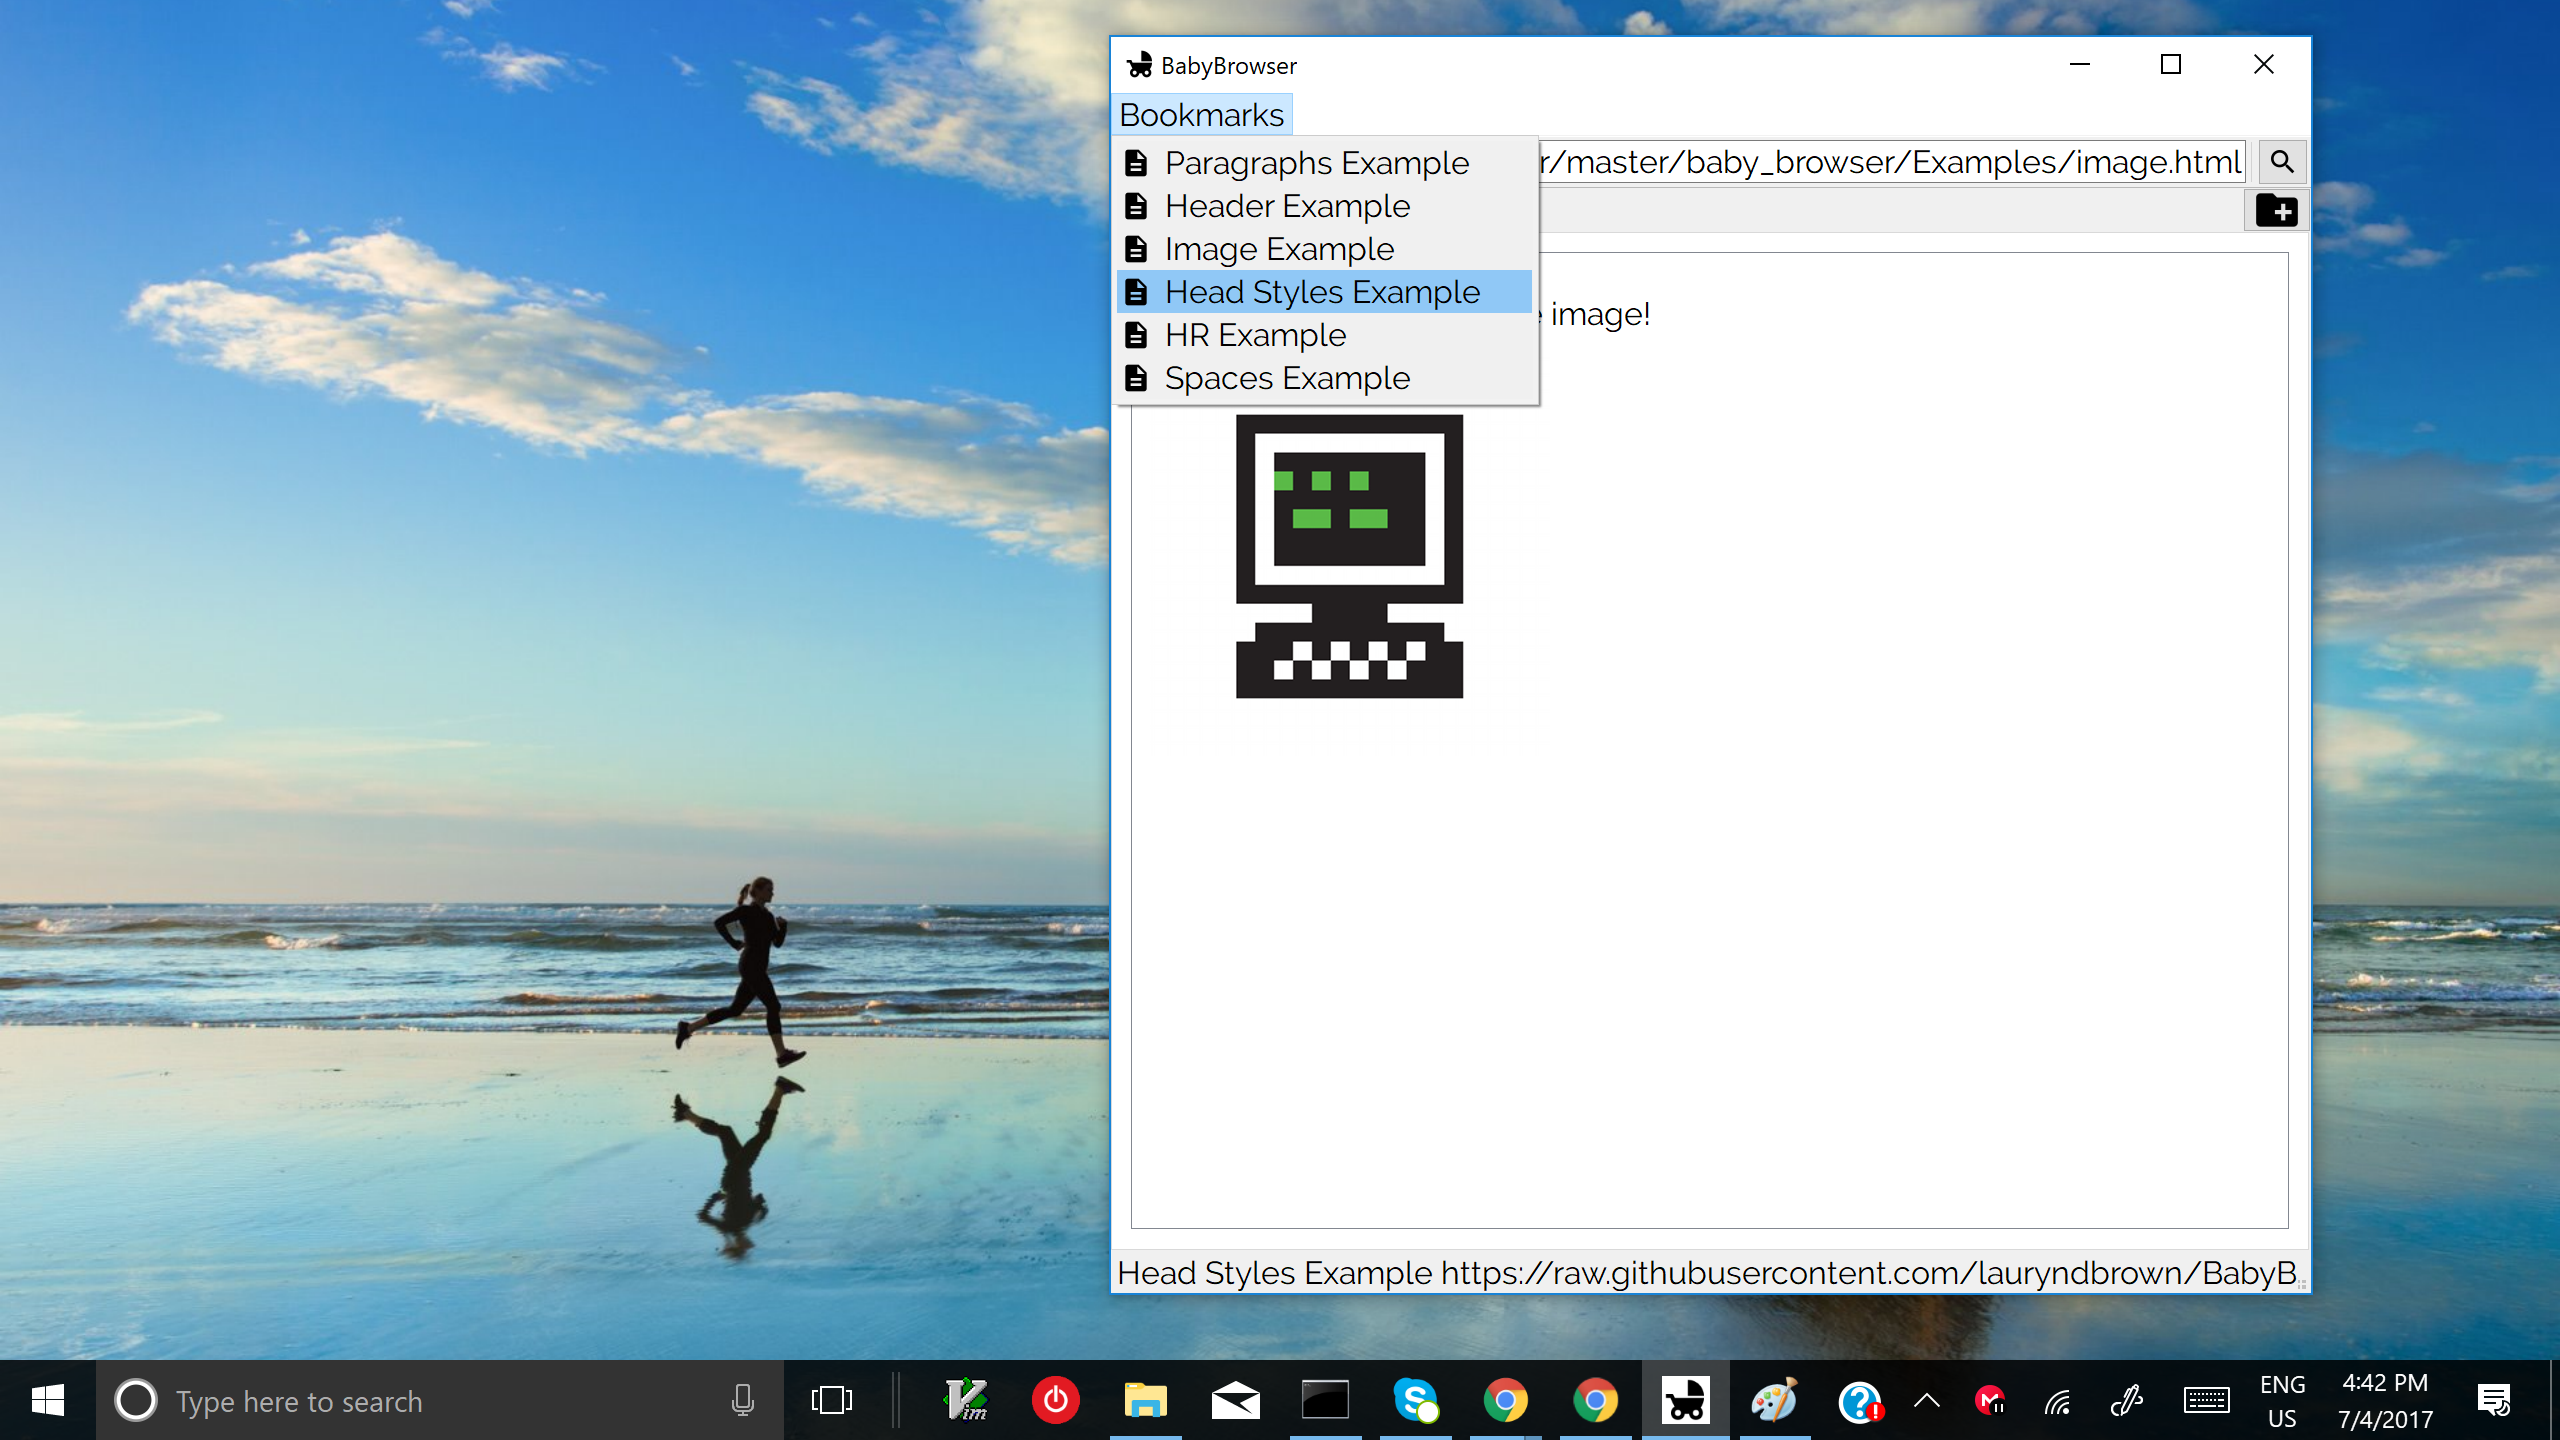 BabyBrowser
Bookmarks
Paragraphs Example
r/master/baby_browser/Examples/image.html
Header Example
Image Example
Head Styles Example
image!
HR Example
Spaces Example
Head Styles Example https://raw.githubusercontent.com/lauryndbrown/BabyB
Type here to search
Vim
ENG
US
4:42 PM
7/4/2017